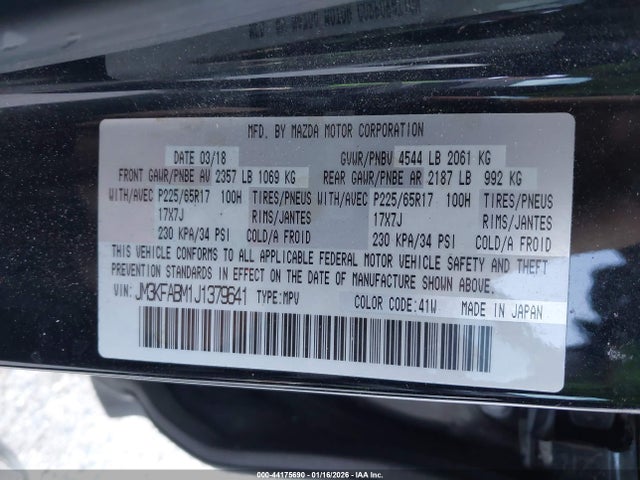 MFD. BY MAZDA MOTOR CORPORATION
DATE 03/18 GVWR/PNBV 4544 LB 2061 KG
FRONT GAWR/PNBE AV 2357 LB 1069 KG REAR GAWR/PNBE AR 2187 LB 992 KG
WITH/AVEC P225/65R17 100H TIRES/PNEUS WITH/AVEC P225/65R17 100H TIRES/PNEUS
17X7J RIMS/JANTES 17X7J RIMS/JANTES
230 KPA/34 PSI COLD/A FROID 230 KPA/34 PSI COLD/A FROID
THIS VEHICLE CONFORMS TO ALL APPLICABLE FEDERAL MOTOR VEHICLE SAFETY AND THEFT
PREVENTION STANDARDS IN EFFECT ON THE DATE OF MANUFACTURE SHOWN ABOVE.
VIN: JM3KFABM1J1379641 TYPE:MPV COLOR CODE:41W MADE IN JAPAN
000-44175690 - 01/16/2026 - IAA Inc.